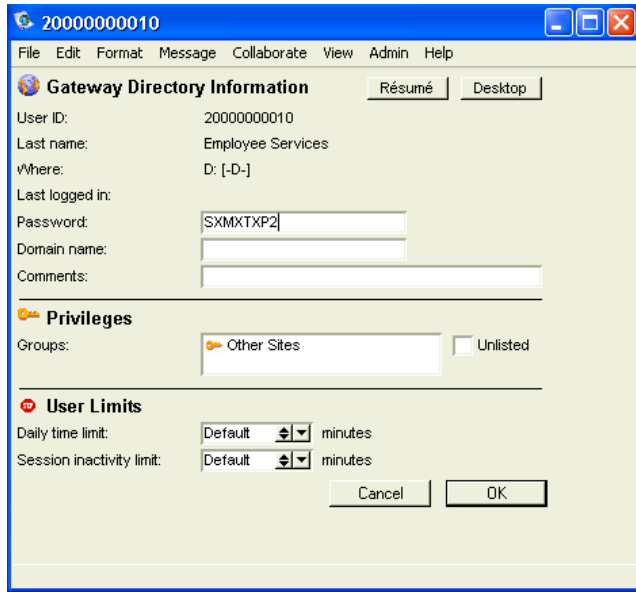 20000000010
File Edit Format Message Collaborate View Admin Help
Gateway Directory Information Résumé Desktop
User ID: 20000000010
Last name: Employee Services
Where: D: [-D-]
Last logged in:
Password: SXMXTXP2
Domain name:
Comments:
Privileges
Groups: Other Sites Unlisted
User Limits
Daily time limit: Default minutes
Session inactivity limit: Default minutes
Cancel OK